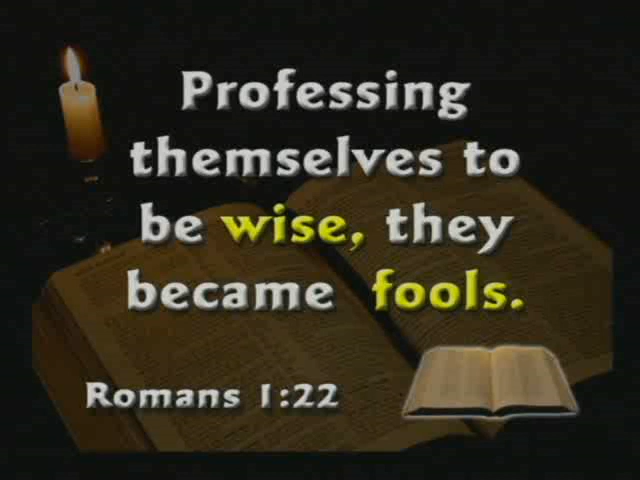 Professing
themselves to
be wise, they
became fools.
Romans 1:22